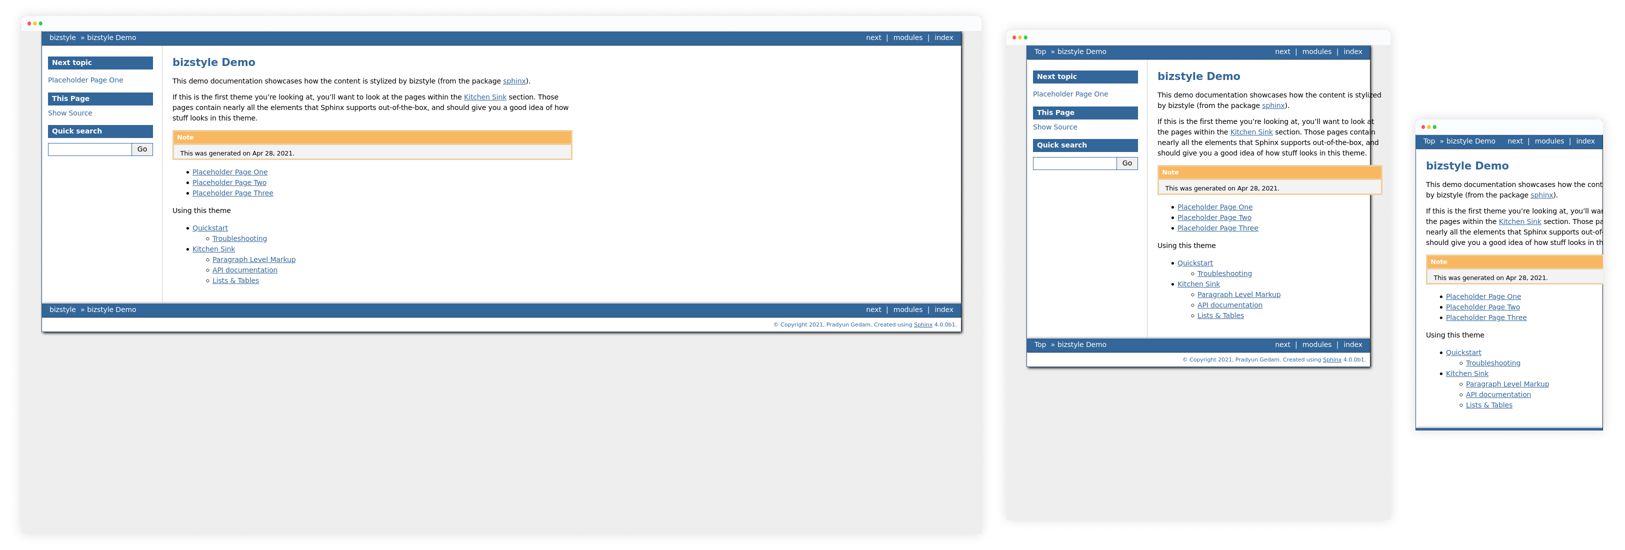 bizstyle » bizstyle Demo next | modules | index
Next topic
Placeholder Page One
This Page
Show Source
Quick search
Go
bizstyle Demo
This demo documentation showcases how the content is stylized by bizstyle (from the package sphinx).
If this is the first theme you’re looking at, you’ll want to look at the pages within the Kitchen Sink section. Those
pages contain nearly all the elements that Sphinx supports out-of-the-box, and should give you a good idea of how
stuff looks in this theme.
Note
This was generated on Apr 28, 2021.
Placeholder Page One
Placeholder Page Two
Placeholder Page Three
Using this theme
Quickstart
Troubleshooting
Kitchen Sink
Paragraph Level Markup
API documentation
Lists & Tables
bizstyle » bizstyle Demo next | modules | index
© Copyright 2021, Pradyun Gedam. Created using Sphinx 4.0.0b1.
Top » bizstyle Demo next | modules | index
Next topic
Placeholder Page One
This Page
Show Source
Quick search
Go
bizstyle Demo
This demo documentation showcases how the content is stylized
by bizstyle (from the package sphinx).
If this is the first theme you’re looking at, you’ll want to look at
the pages within the Kitchen Sink section. Those pages contain
nearly all the elements that Sphinx supports out-of-the-box, and
should give you a good idea of how stuff looks in this theme.
Note
This was generated on Apr 28, 2021.
Placeholder Page One
Placeholder Page Two
Placeholder Page Three
Using this theme
Quickstart
Troubleshooting
Kitchen Sink
Paragraph Level Markup
API documentation
Lists & Tables
Top » bizstyle Demo next | modules | index
© Copyright 2021, Pradyun Gedam. Created using Sphinx 4.0.0b1.
Top » bizstyle Demo next | modules | index
bizstyle Demo
This demo documentation showcases how the cont
by bizstyle (from the package sphinx).
If this is the first theme you’re looking at, you’ll wan
the pages within the Kitchen Sink section. Those pa
nearly all the elements that Sphinx supports out-of-
should give you a good idea of how stuff looks in th
Note
This was generated on Apr 28, 2021.
Placeholder Page One
Placeholder Page Two
Placeholder Page Three
Using this theme
Quickstart
Troubleshooting
Kitchen Sink
Paragraph Level Markup
API documentation
Lists & Tables